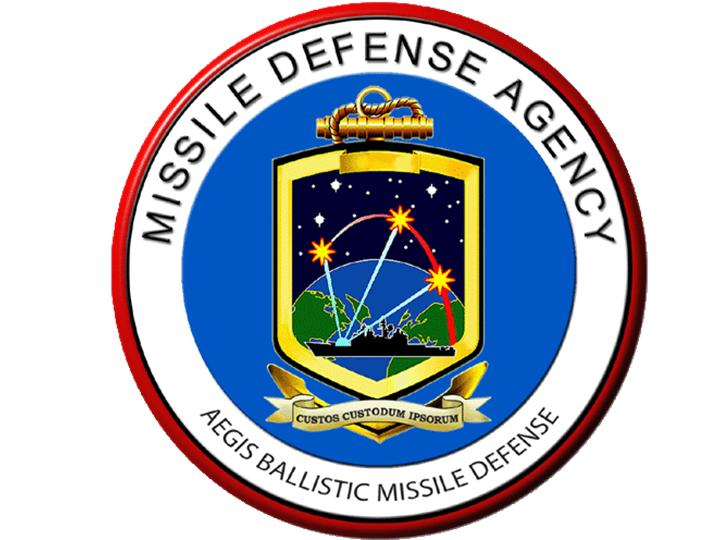 MISSILE DEFENSE AGENCY
CUSTOS CUSTODUM IPSORUM
AEGIS BALLISTIC MISSILE DEFENSE